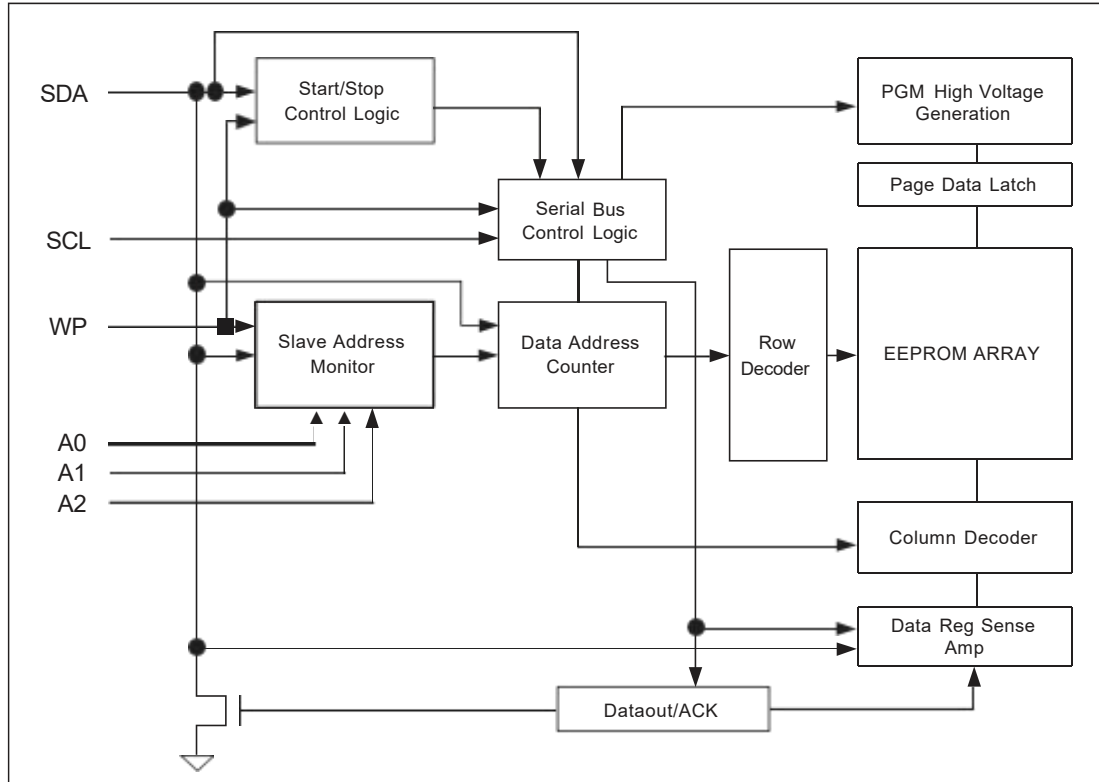 SDA
Start/Stop
Control Logic
PGM High Voltage
Generation
Page Data Latch
Serial Bus
Control Logic
SCL
WP
Slave Address
Monitor
Data Address
Counter
Row
Decoder
EEPROM ARRAY
A0
A1
A2
Column Decoder
Data Reg Sense
Amp
Dataout/ACK